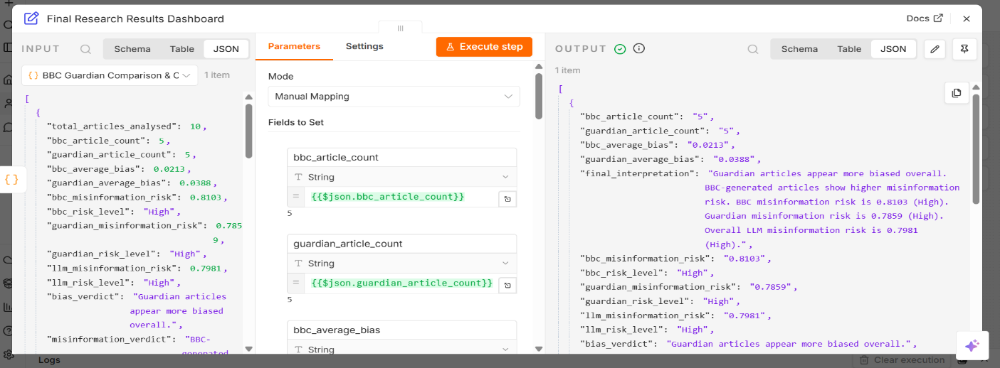 Final Research Results Dashboard
Docs
INPUT
Schema
Table
JSON
BBC Guardian Comparison & C
1 item
[
{
"total_articles_analysed": 10,
"bbc_article_count": 5,
"guardian_article_count": 5,
"bbc_average_bias": 0.0213,
"guardian_average_bias": 0.0388,
"bbc_misinformation_risk": 0.8103,
"bbc_risk_level": "High",
"guardian_misinformation_risk": 0.785
9,
"guardian_risk_level": "High",
"llm_misinformation_risk": 0.7981,
"llm_risk_level": "High",
"bias_verdict": "Guardian articles
appear more biased
overall.",
"misinformation_verdict": "BBC-
generated
Parameters
Settings
Execute step
Mode
Manual Mapping
Fields to Set
bbc_article_count
T String
= {{$json.bbc_article_count}}
5
guardian_article_count
T String
= {{$json.guardian_article_count}}
5
bbc_average_bias
T String
OUTPUT
Schema
Table
JSON
1 item
[
{
"bbc_article_count": "5",
"guardian_article_count": "5",
"bbc_average_bias": "0.0213",
"guardian_average_bias": "0.0388",
"final_interpretation": "Guardian articles appear more biased overall.
BBC-generated articles show higher misinformation
risk. BBC misinformation risk is 0.8103 (High).
Guardian misinformation risk is 0.7859 (High).
Overall LLM misinformation risk is 0.7981
(High).",
"bbc_misinformation_risk": "0.8103",
"bbc_risk_level": "High",
"guardian_misinformation_risk": "0.7859",
"guardian_risk_level": "High",
"llm_misinformation_risk": "0.7981",
"llm_risk_level": "High",
"bias_verdict": "Guardian articles appear more biased overall.",
Logs
Clear execution